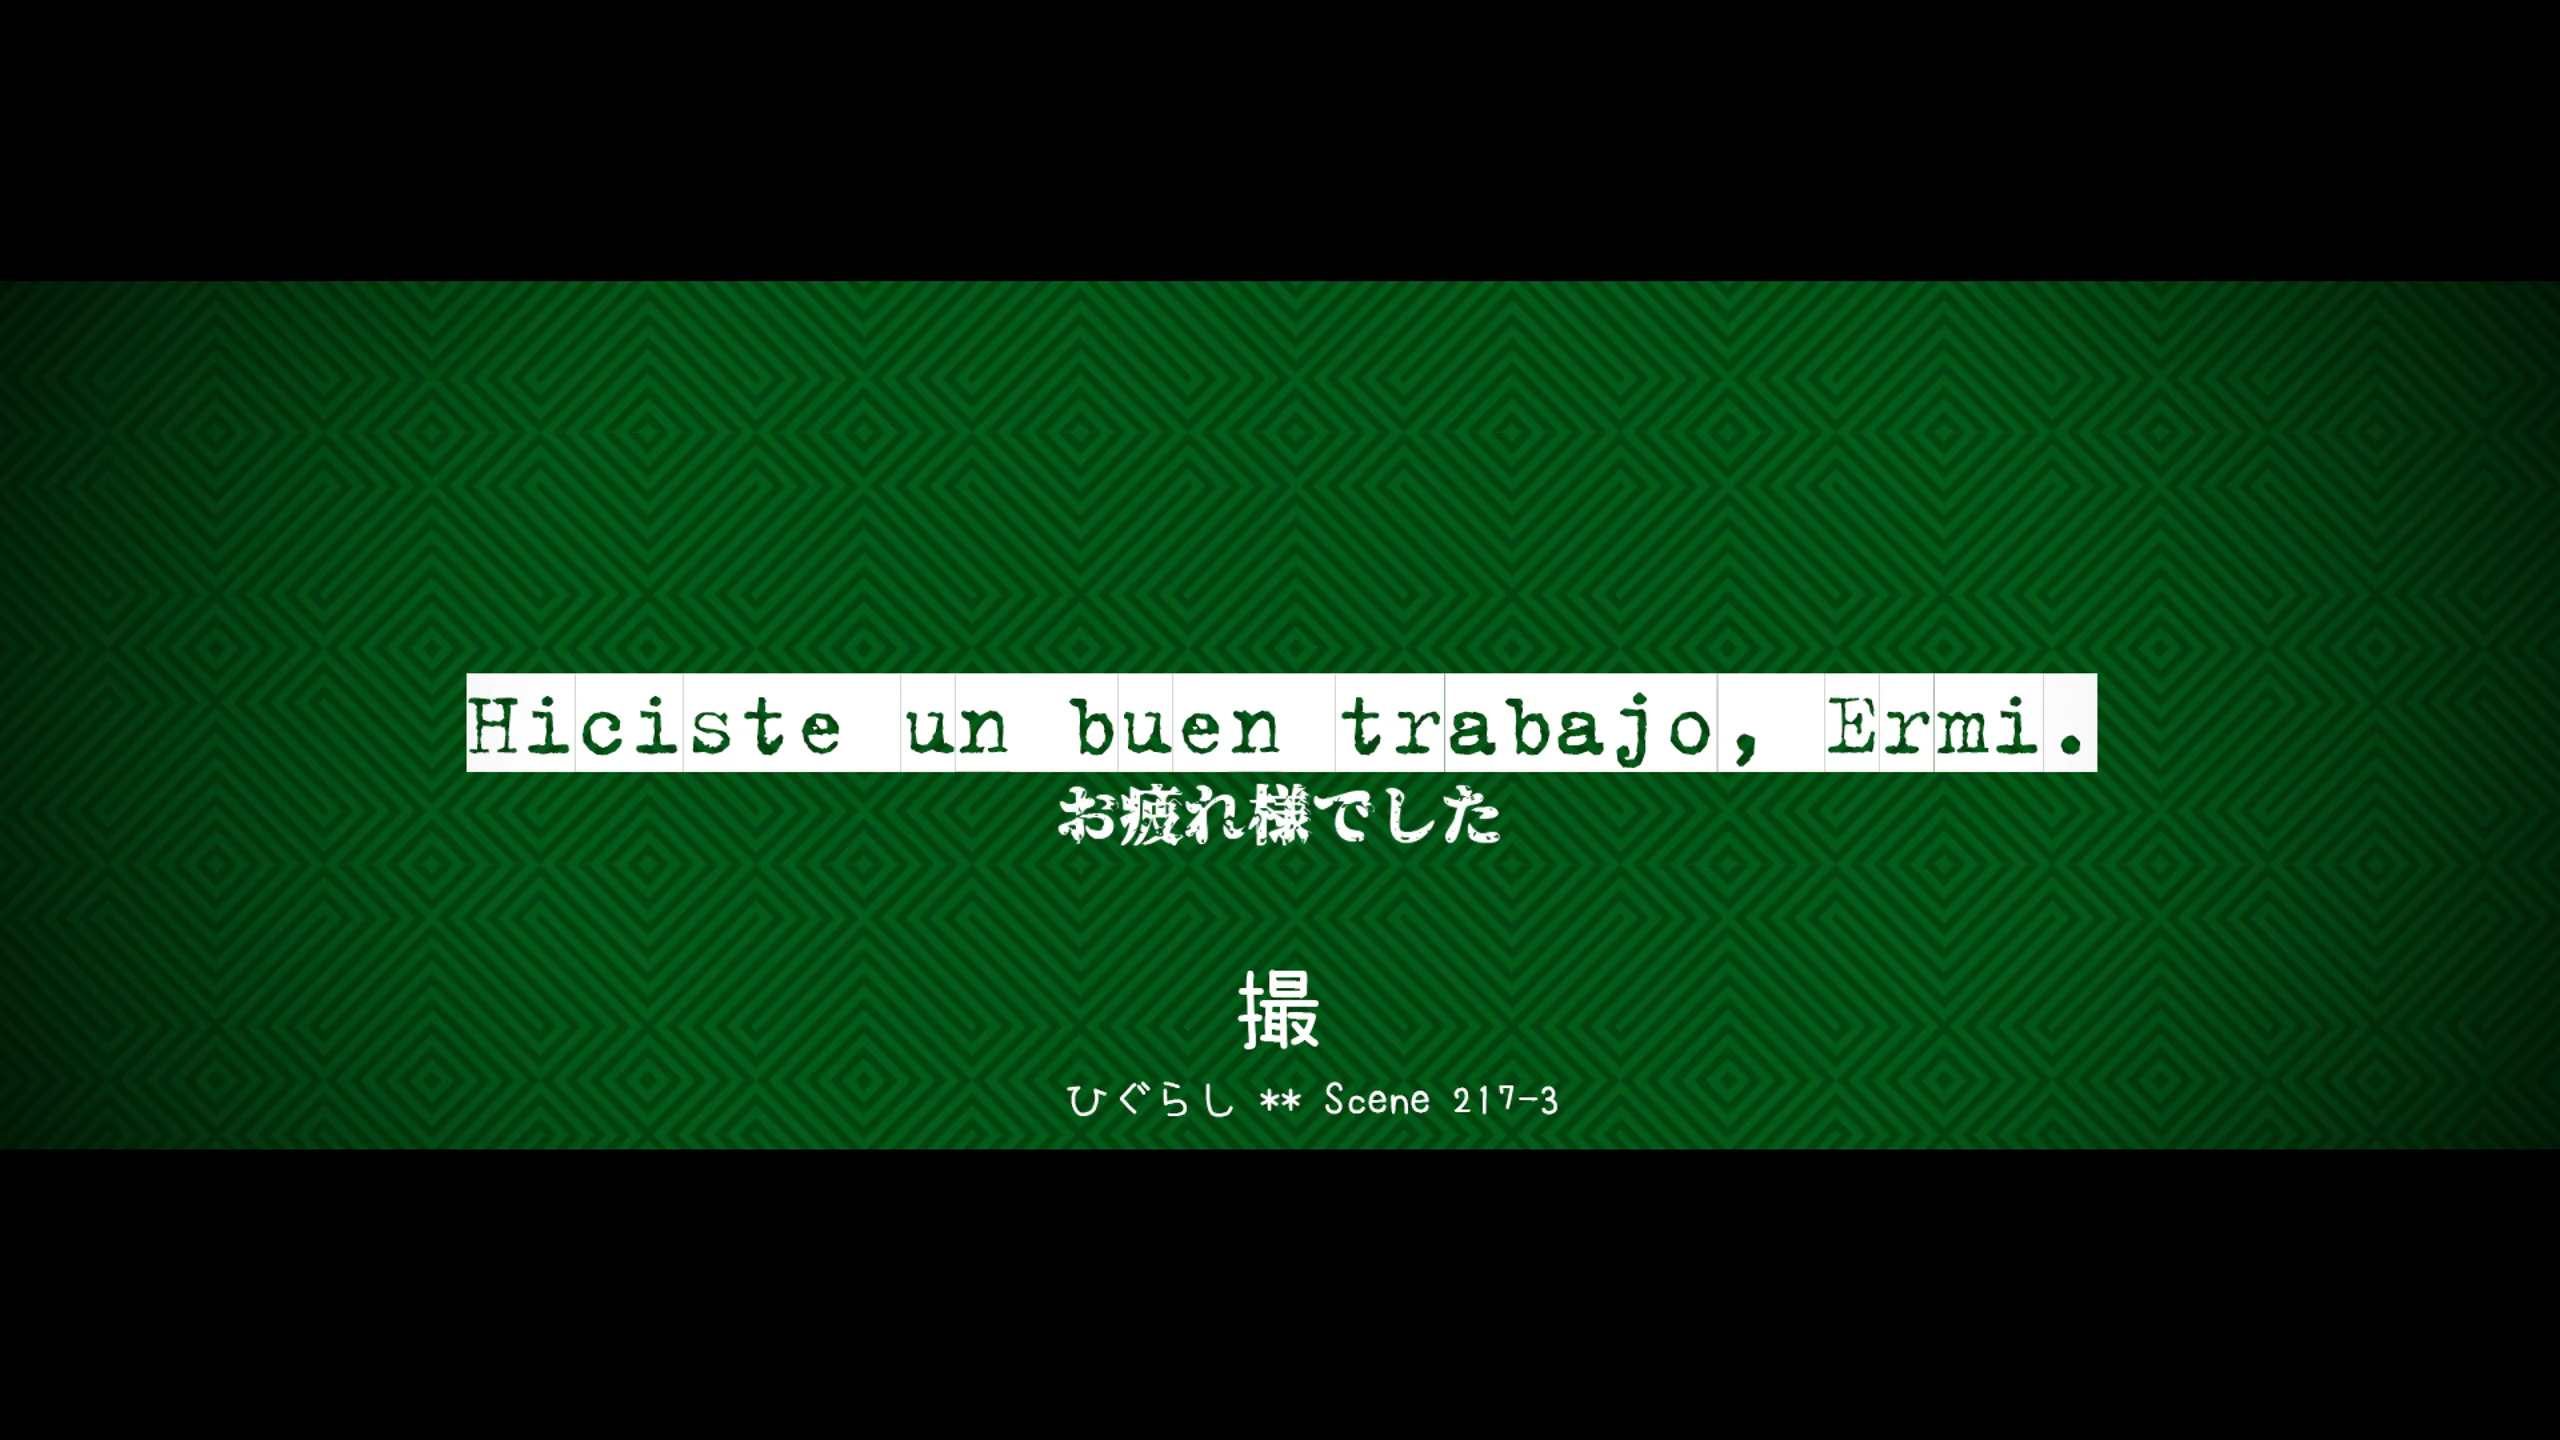 Hiciste un buen trabajo, Ermi.
お疲れ様でした
撮
ひぐらし ** Scene 217-3